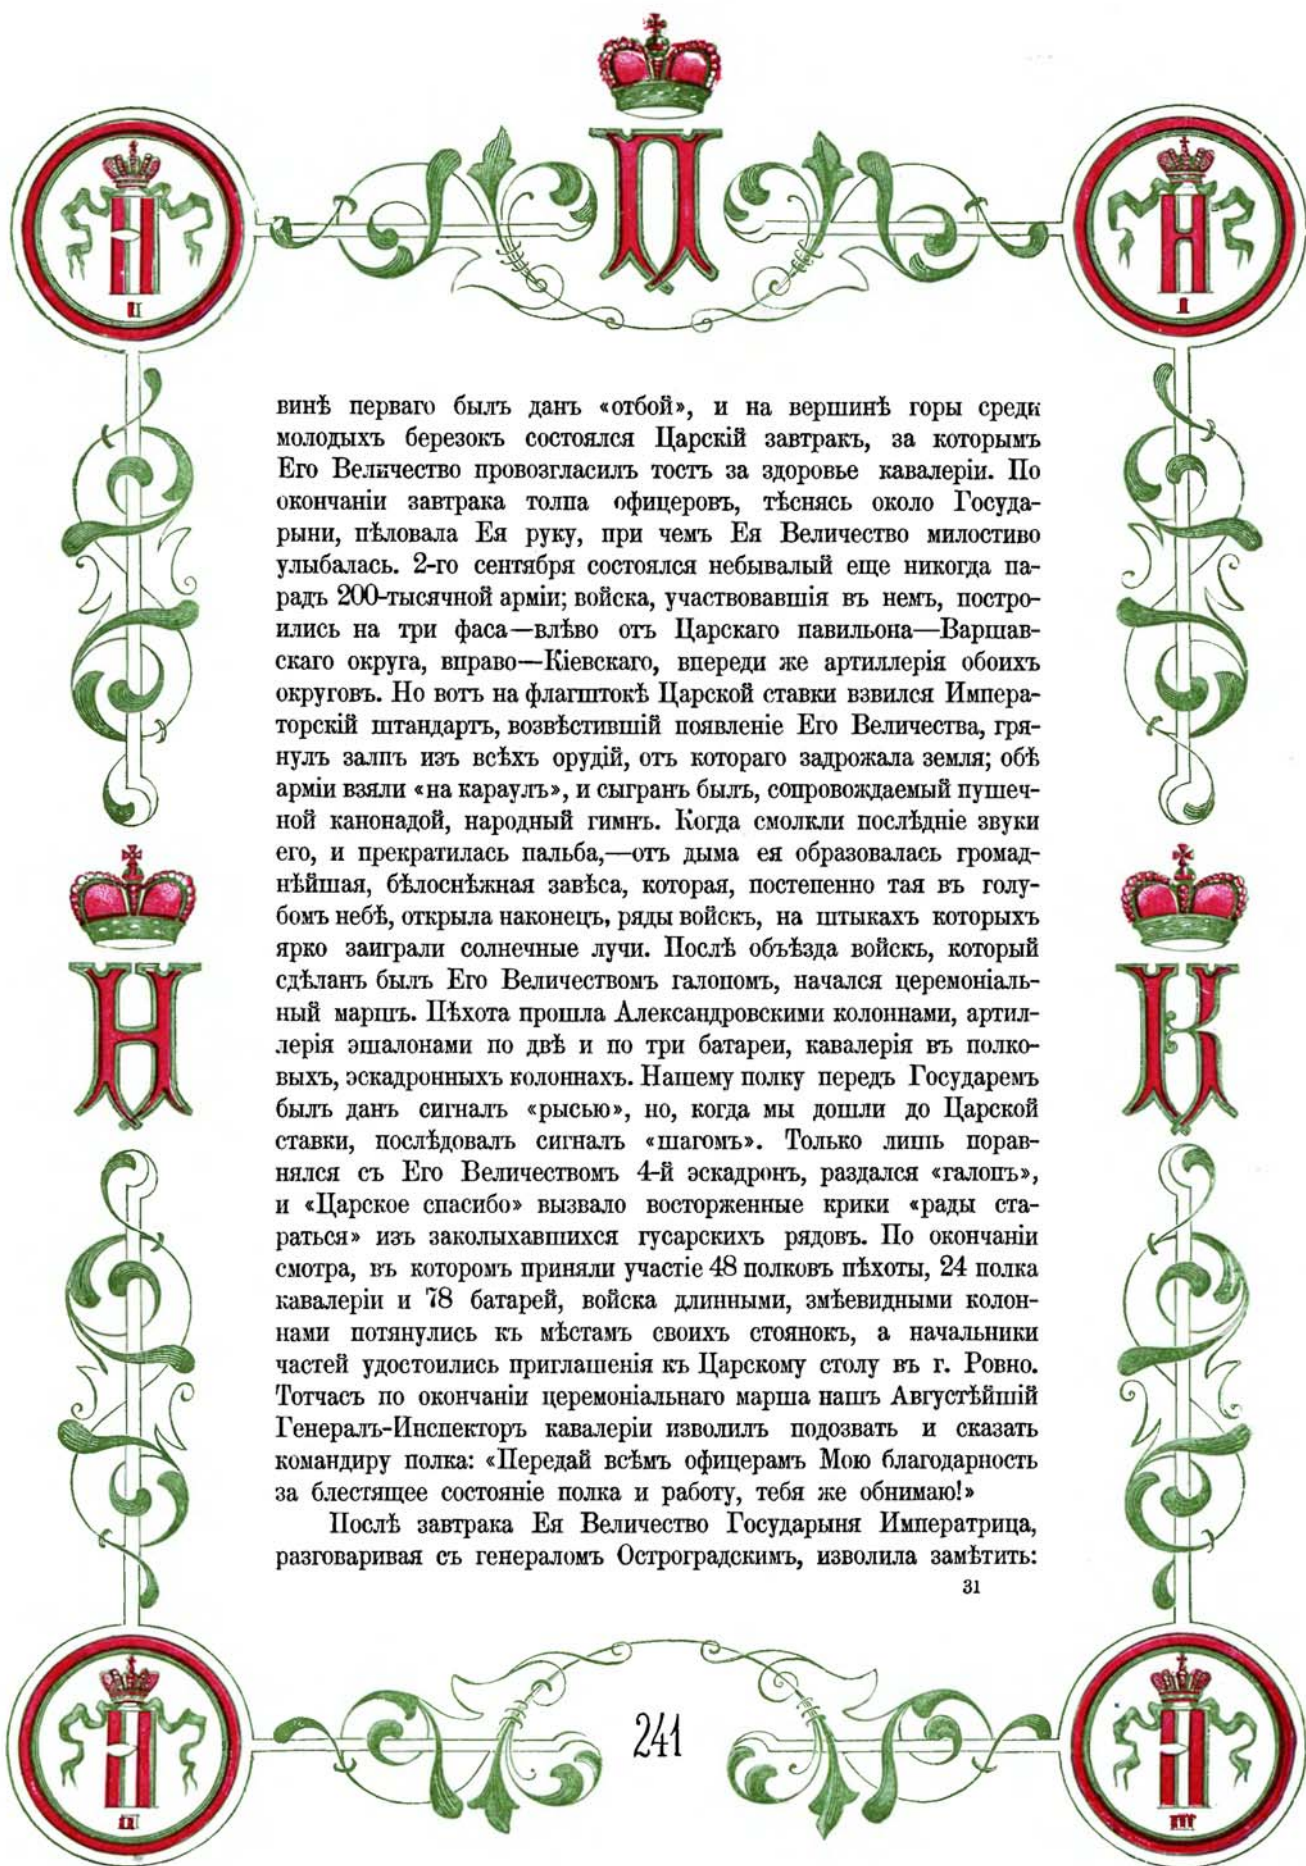 П
II
Н
I
винѣ перваго былъ данъ «отбой», и на вершинѣ горы среди
молодыхъ березокъ состоялся Царскій завтракъ, за которымъ
Его Величество провозгласилъ тостъ за здоровье кавалеріи. По
окончаніи завтрака толпа офицеровъ, тѣснясь около Госуда-
рыни, цѣловала Ея руку, при чемъ Ея Величество милостиво
улыбалась. 2-го сентября состоялся небывалый еще никогда па-
радъ 200-тысячной арміи; войска, участвовавшія въ немъ, постро-
ились на три фаса—влѣво отъ Царскаго павильона—Варшав-
скаго округа, вправо—Кіевскаго, впереди же артиллерія обоихъ
округовъ. Но вотъ на флагштокѣ Царской ставки взвился Импера-
торскій штандартъ, возвѣстившій появленіе Его Величества, гря-
нулъ залпъ изъ всѣхъ орудій, отъ котораго задрожала земля; обѣ
арміи взяли «на караулъ», и сыгранъ былъ, сопровождаемый пушеч-
ной канонадой, народный гимнъ. Когда смолкли послѣдніе звуки
его, и прекратилась пальба,—отъ дыма ея образовалась громад-
нѣйшая, бѣлоснѣжная завѣса, которая, постепенно тая въ голу-
бомъ небѣ, открыла наконецъ, ряды войскъ, на штыкахъ которыхъ
ярко заиграли солнечные лучи. Послѣ объѣзда войскъ, который
сдѣланъ былъ Его Величествомъ галопомъ, начался церемоніаль-
ный маршъ. Пѣхота прошла Александровскими колоннами, артил-
лерія эшалонами по двѣ и по три батареи, кавалерія въ полко-
выхъ, эскадронныхъ колоннахъ. Нашему полку передъ Государемъ
былъ данъ сигналъ «рысью», но, когда мы дошли до Царской
ставки, послѣдовалъ сигналъ «шагомъ». Только лишь порав-
нялся съ Его Величествомъ 4-й эскадронъ, раздался «галопъ»,
и «Царское спасибо» вызвало восторженные крики «рады ста-
раться» изъ заколыхавшихся гусарскихъ рядовъ. По окончаніи
смотра, въ которомъ приняли участіе 48 полковъ пѣхоты, 24 полка
кавалеріи и 78 батарей, войска длинными, змѣевидными колон-
нами потянулись къ мѣстамъ своихъ стоянокъ, а начальники
частей удостоились приглашенія къ Царскому столу въ г. Ровно.
Тотчасъ по окончаніи церемоніальнаго марша нашъ Августѣйшій
Генералъ-Инспекторъ кавалеріи изволилъ подозвать и сказать
командиру полка: «Передай всѣмъ офицерамъ Мою благодарность
за блестящее состояніе полка и работу, тебя же обнимаю!»
Послѣ завтрака Ея Величество Государыня Императрица,
разговаривая съ генераломъ Остроградскимъ, изволила замѣтить:
31
Н
К
241
III